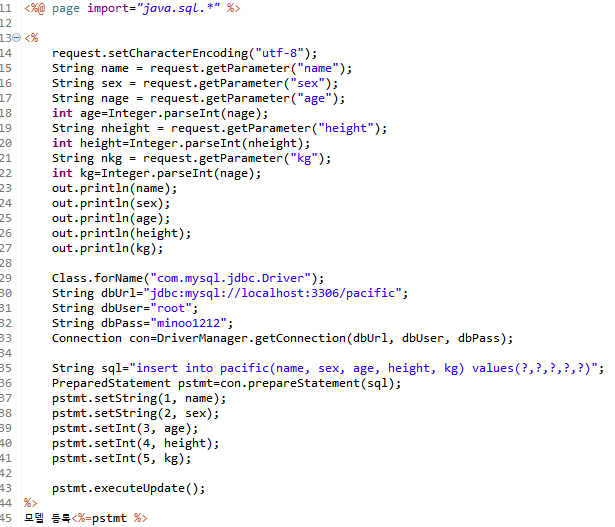 11 <%@ page import="java.sql.*" %>
12
13 <%
14 request.setCharacterEncoding("utf-8");
15 String name = request.getParameter("name");
16 String sex = request.getParameter("sex");
17 String nage = request.getParameter("age");
18 int age=Integer.parseInt(nage);
19 String nheight = request.getParameter("height");
20 int height=Integer.parseInt(nheight);
21 String nkg = request.getParameter("kg");
22 int kg=Integer.parseInt(nage);
23 out.println(name);
24 out.println(sex);
25 out.println(age);
26 out.println(height);
27 out.println(kg);
28
29 Class.forName("com.mysql.jdbc.Driver");
30 String dbUrl="jdbc:mysql://localhost:3306/pacific";
31 String dbUser="root";
32 String dbPass="minoo1212";
33 Connection con=DriverManager.getConnection(dbUrl, dbUser, dbPass);
34
35 String sql="insert into pacific(name, sex, age, height, kg) values(?,?,?,?,?)";
36 PreparedStatement pstmt=con.prepareStatement(sql);
37 pstmt.setString(1, name);
38 pstmt.setString(2, sex);
39 pstmt.setInt(3, age);
40 pstmt.setInt(4, height);
41 pstmt.setInt(5, kg);
42
43 pstmt.executeUpdate();
44 %>
45 모델 등록<%=pstmt %>